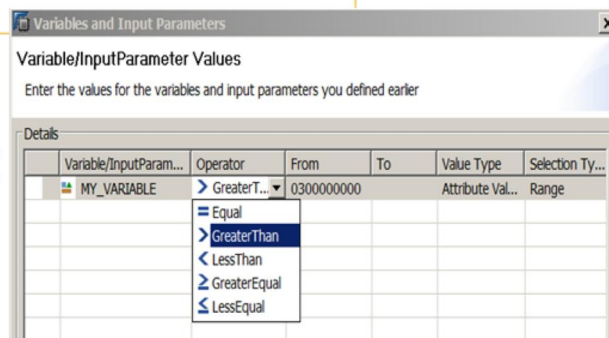 Variables and Input Parameters
Variable/InputParameter Values
Enter the values for the variables and input parameters you defined earlier
Details
Variable/InputParam... Operator From To Value Type Selection Ty...
MY_VARIABLE > GreaterT... 0300000000 Attribute Val... Range
= Equal
> GreaterThan
< LessThan
≥ GreaterEqual
≤ LessEqual